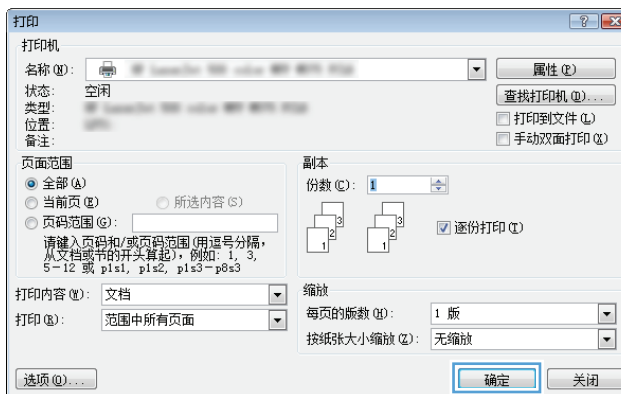 打印
打印机
名称(N):
属性(P)
状态: 空闲
查找打印机(D)...
类型:
位置:
打印到文件(L)
备注:
手动双面打印(X)
页面范围
副本
全部(A)
份数(C): 1
当前页(E) 所选内容(S)
页码范围(G):
逐份打印(T)
请键入页码和/或页码范围(用逗号分隔,
从文档或节的开头算起),例如: 1, 3,
5-12 或 p1s1, p1s2, p1s3-p8s3
3
2
1
3
2
1
打印内容(W): 文档
缩放
打印(R): 范围中所有页面
每页的版数(H): 1 版
按纸张大小缩放(Z): 无缩放
选项(O)...
确定
关闭